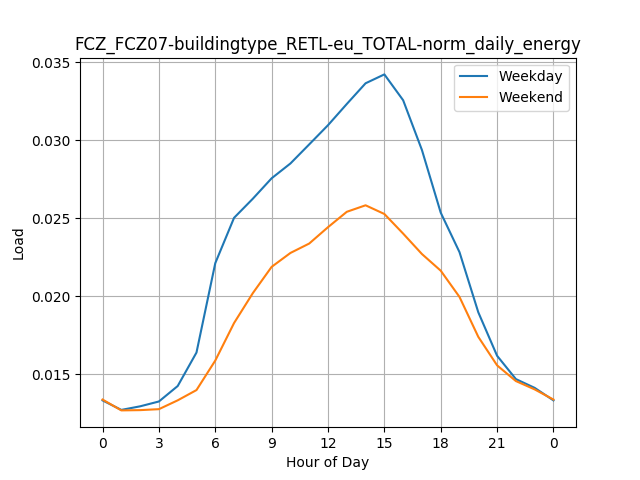 FCZ_FCZ07-buildingtype_RETL-eu_TOTAL-norm_daily_energy
Weekday
Weekend
0.035
0.030
0.025
0.020
0.015
Load
0 3 6 9 12 15 18 21 0
Hour of Day